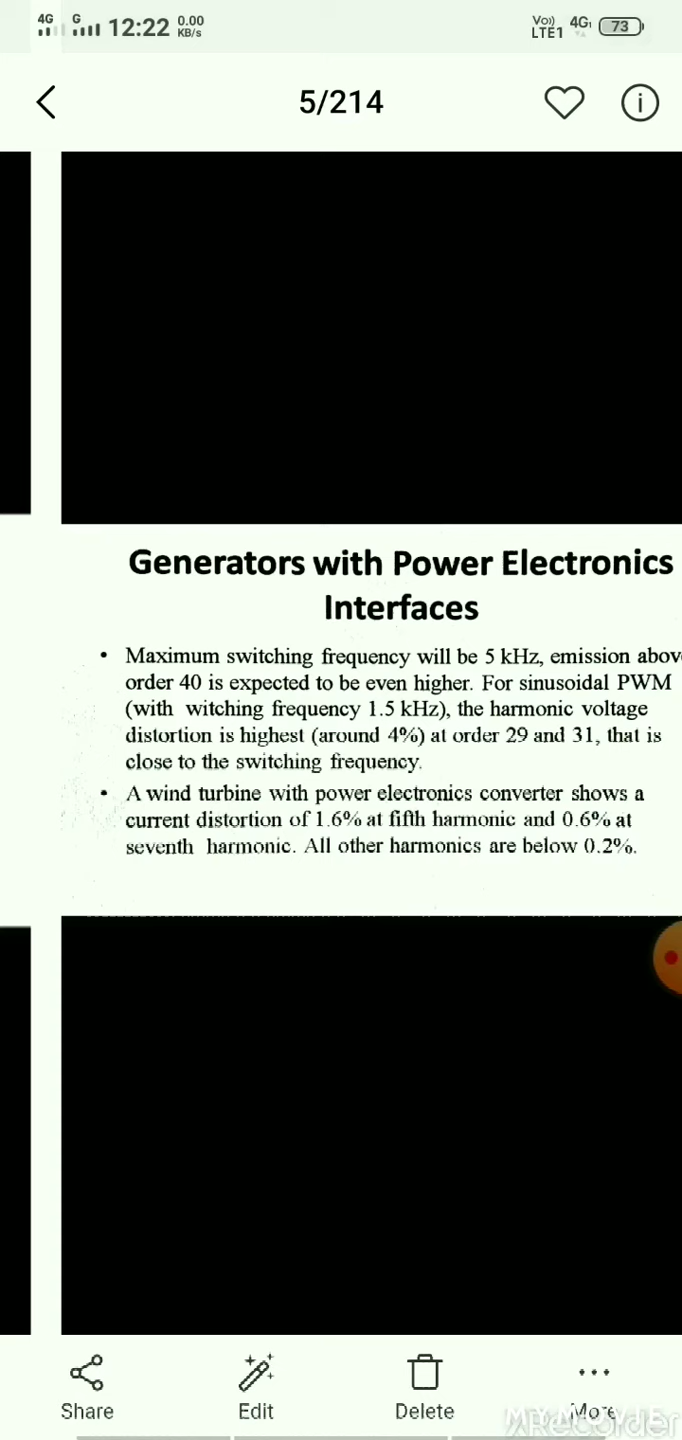 4G G 12:22 0.00 KB/s VoD LTE1 4G 73
5/214
Generators with Power Electronics
Interfaces
• Maximum switching frequency will be 5 kHz, emission abov
order 40 is expected to be even higher. For sinusoidal PWM
(with witching frequency 1.5 kHz), the harmonic voltage
distortion is highest (around 4%) at order 29 and 31, that is
close to the switching frequency.
• A wind turbine with power electronics converter shows a
current distortion of 1.6% at fifth harmonic and 0.6% at
seventh harmonic. All other harmonics are below 0.2%.
Share Edit Delete More